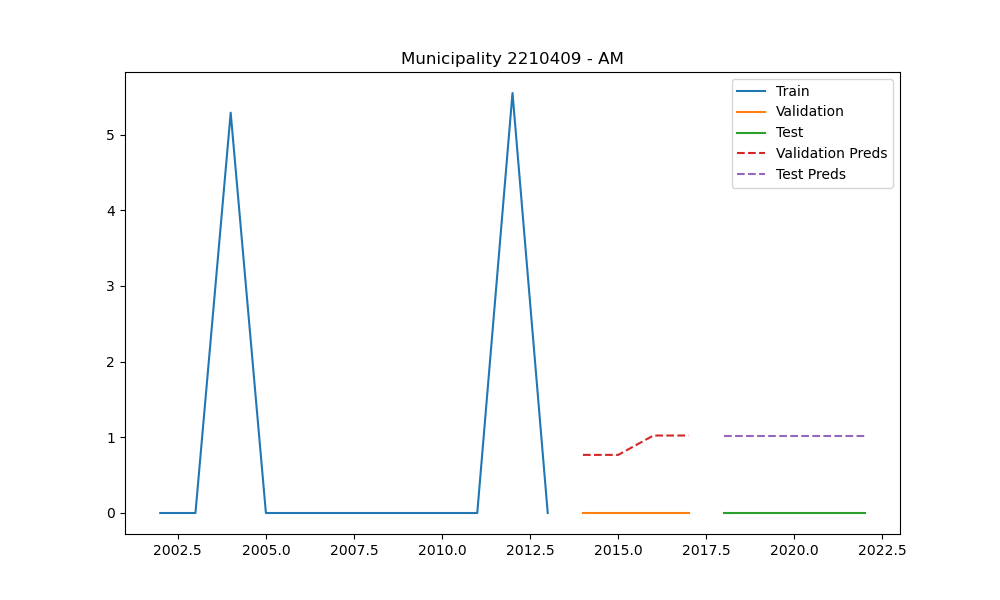 Municipality 2210409 - AM
Train
Validation
Test
Validation Preds
Test Preds
5
4
3
2
1
0
2002.5 2005.0 2007.5 2010.0 2012.5 2015.0 2017.5 2020.0 2022.5